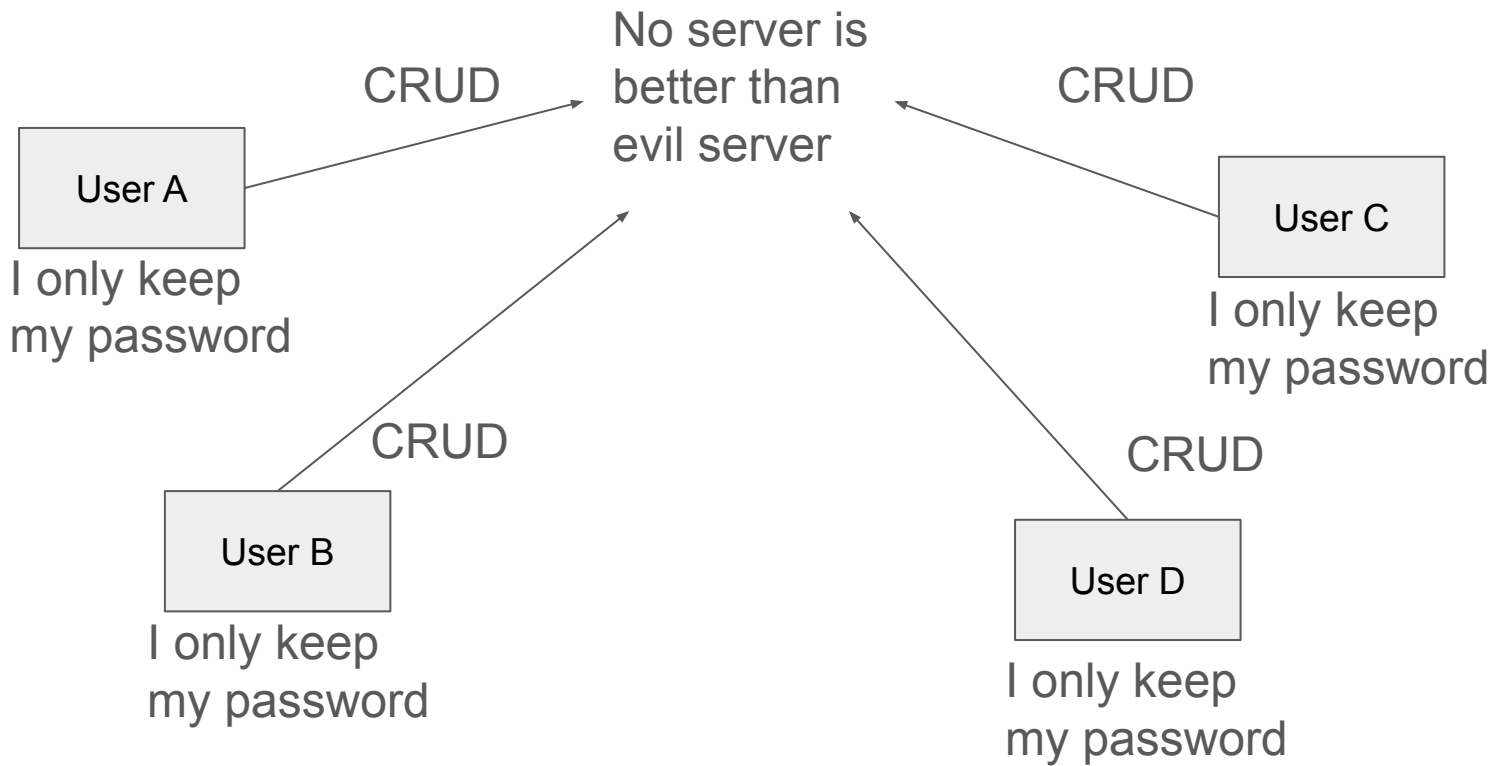 No server is
better than
evil server
CRUD
CRUD
User A
I only keep
my password
User C
I only keep
my password
CRUD
CRUD
User B
I only keep
my password
User D
I only keep
my password